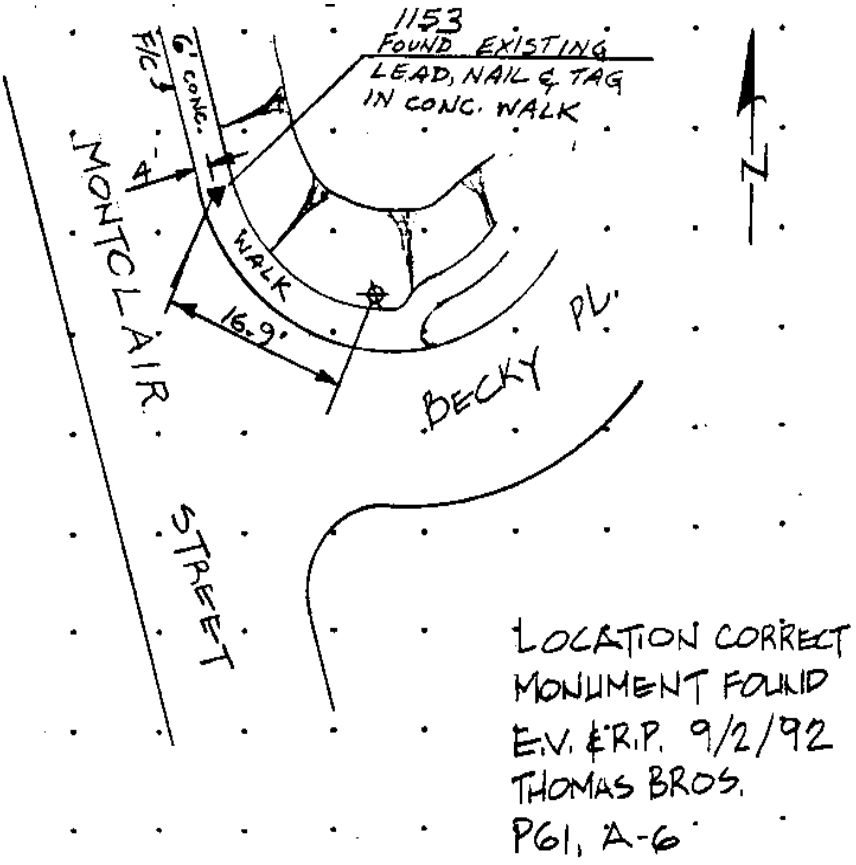 1153
FOUND EXISTING
LEAD, NAIL & TAG
IN CONC. WALK
F/C
6' CONC.
4'
N
MONTCLAIR
STREET
WALK
16.9'
BECKY PL.
LOCATION CORRECT
MONUMENT FOUND
E.V. & R.P. 9/2/92
THOMAS BROS.
P61, A-6